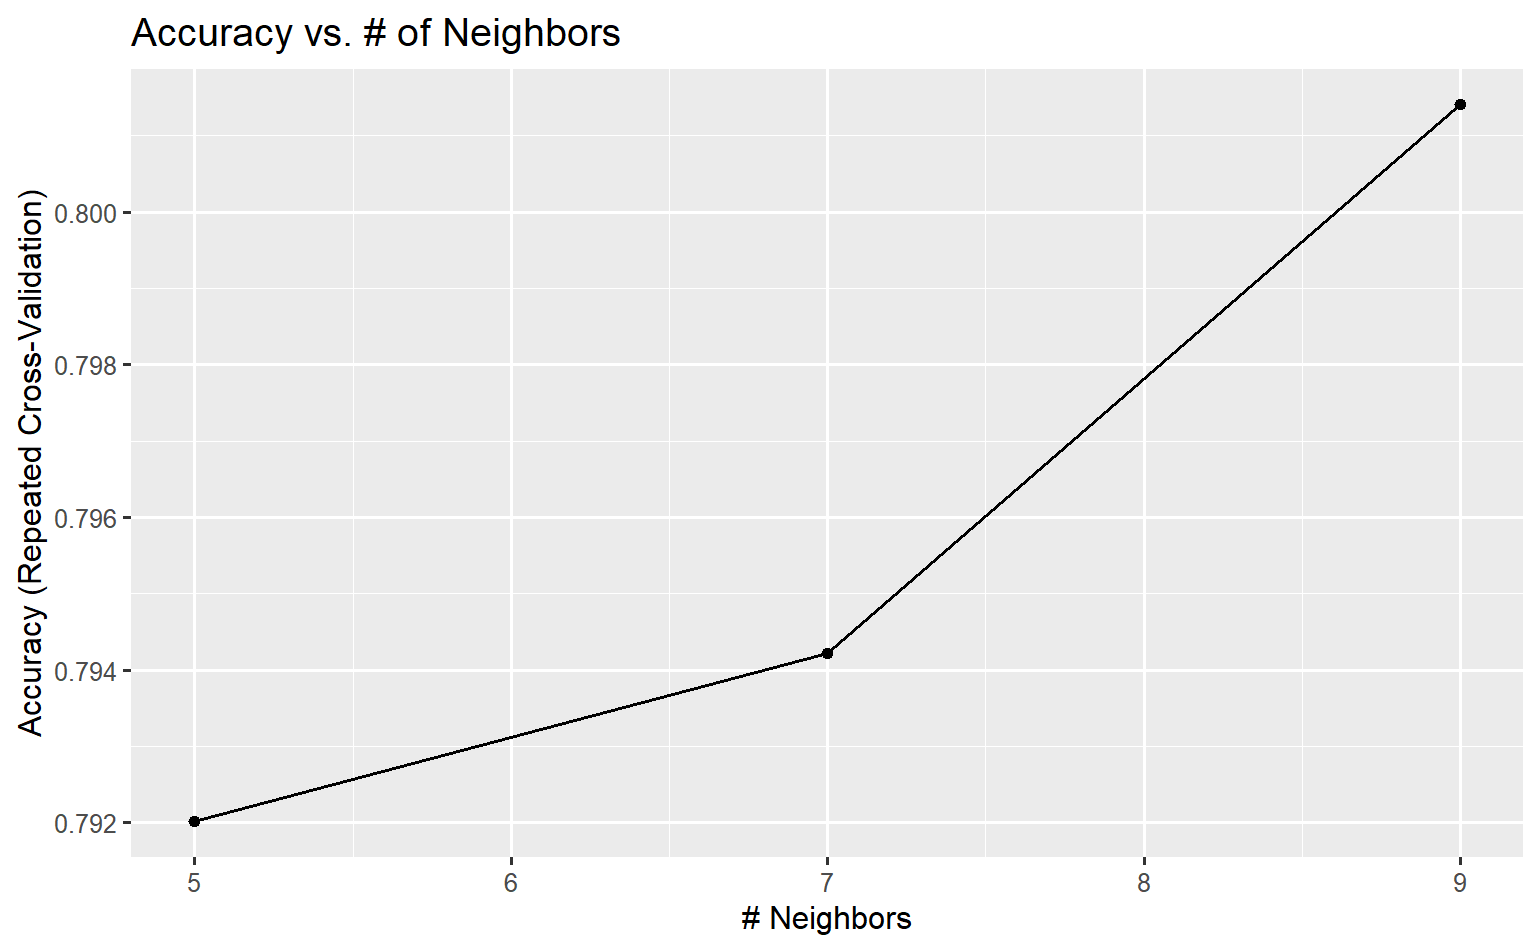 Accuracy vs. # of Neighbors
Accuracy (Repeated Cross-Validation)
0.800
0.798
0.796
0.794
0.792
5 6 7 8 9
# Neighbors